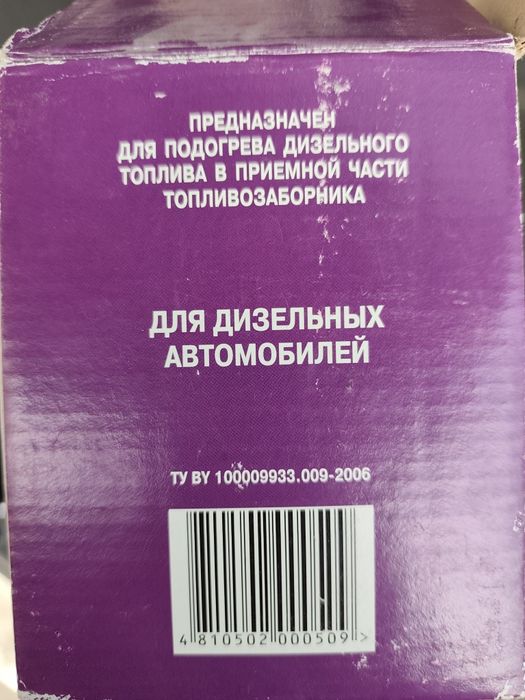 ПРЕДНАЗНАЧЕН
ДЛЯ ПОДОГРЕВА ДИЗЕЛЬНОГО
ТОПЛИВА В ПРИЕМНОЙ ЧАСТИ
ТОПЛИВОЗАБОРНИКА
ДЛЯ ДИЗЕЛЬНЫХ
АВТОМОБИЛЕЙ
ТУ BY 100009933.009-2006
4 810502 000509 >